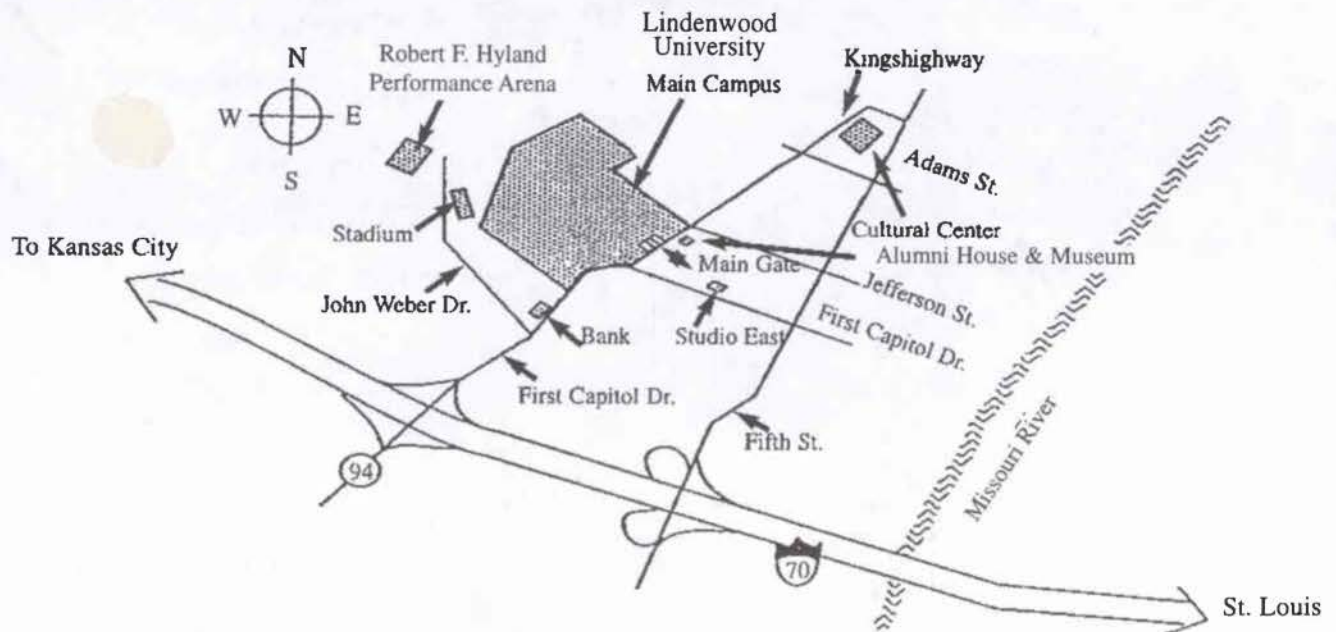 Lindenwood
University
Main Campus
Robert F. Hyland
Performance Arena
Kingshighway
N
W
E
S
Adams St.
Stadium
Cultural Center
Alumni House & Museum
To Kansas City
Main Gate
Jefferson St.
John Weber Dr.
Bank
Studio East
First Capitol Dr.
First Capitol Dr.
Fifth St.
Missouri River
94
70
St. Louis